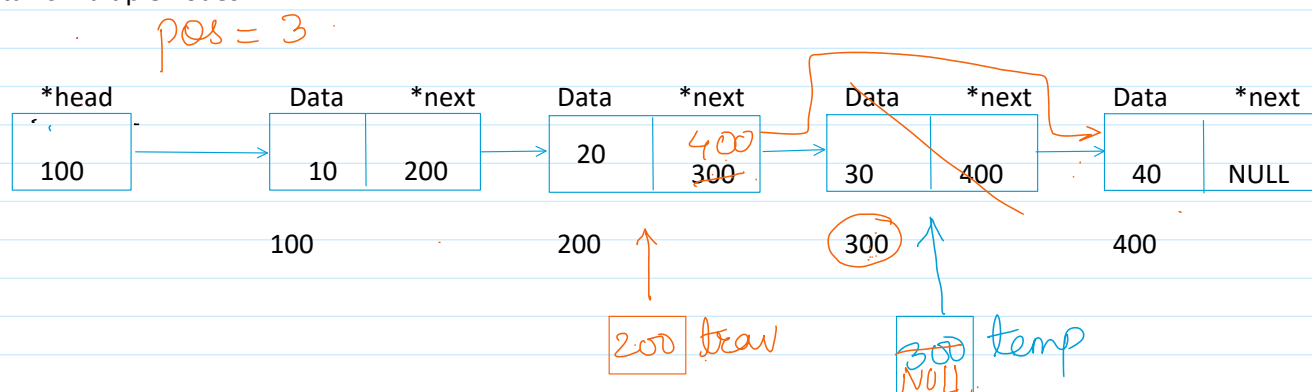 pos = 3
*head Data *next Data *next Data *next Data *next
400
100 10 200 20 300 30 400 40 NULL
100 200 300 400
200 trav 300 temp
NULL